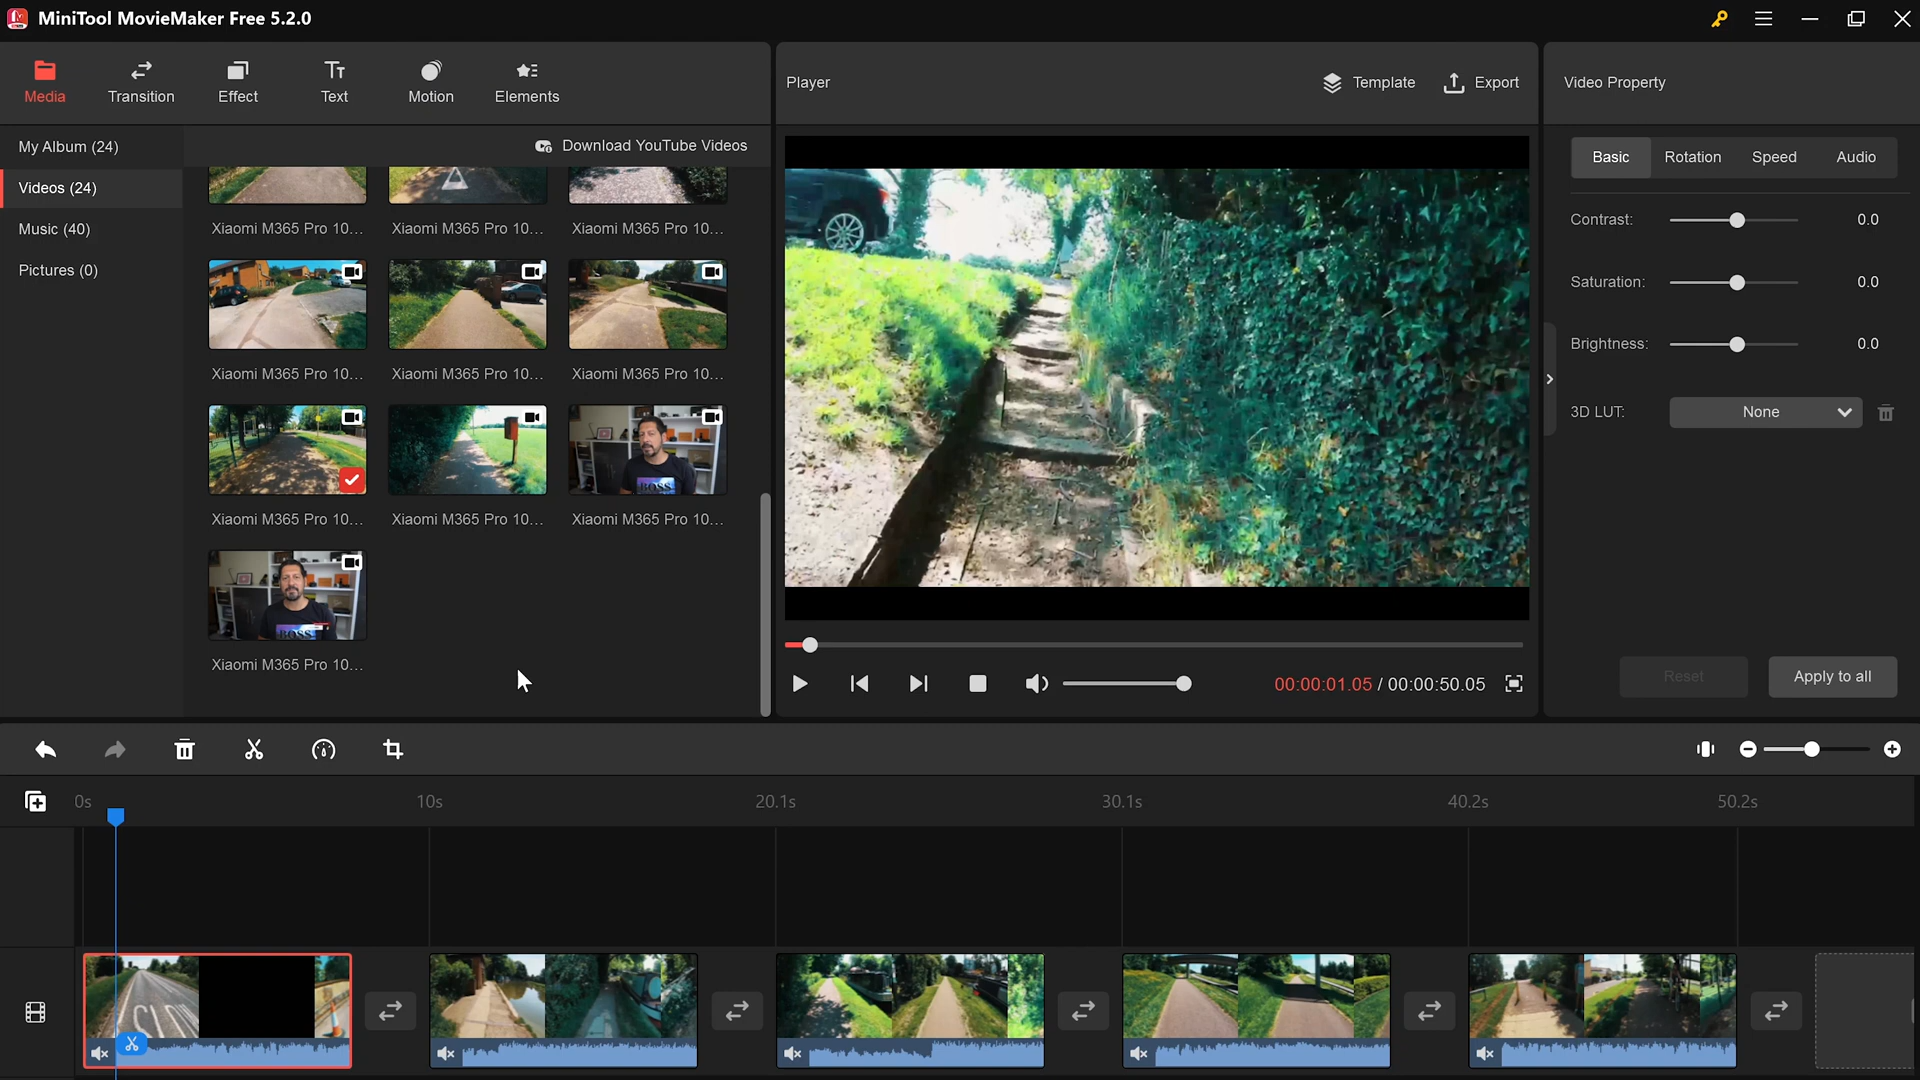 MiniTool MovieMaker Free 5.2.0
Media
Transition
Effect
Text
Motion
Elements
Player
Template
Export
Video Property
My Album (24)
Videos (24)
Music (40)
Pictures (0)
Download YouTube Videos
Xiaomi M365 Pro 10...
Xiaomi M365 Pro 10...
Xiaomi M365 Pro 10...
Xiaomi M365 Pro 10...
Xiaomi M365 Pro 10...
Xiaomi M365 Pro 10...
BOSS
Xiaomi M365 Pro 10...
Xiaomi M365 Pro 10...
Xiaomi M365 Pro 10...
BOSS
Xiaomi M365 Pro 10...
Basic
Rotation
Speed
Audio
Contrast:
0.0
Saturation:
0.0
Brightness:
0.0
3D LUT:
None
Reset
Apply to all
00:00:01.05 / 00:00:50.05
0s
10s
20.1s
30.1s
40.2s
50.2s